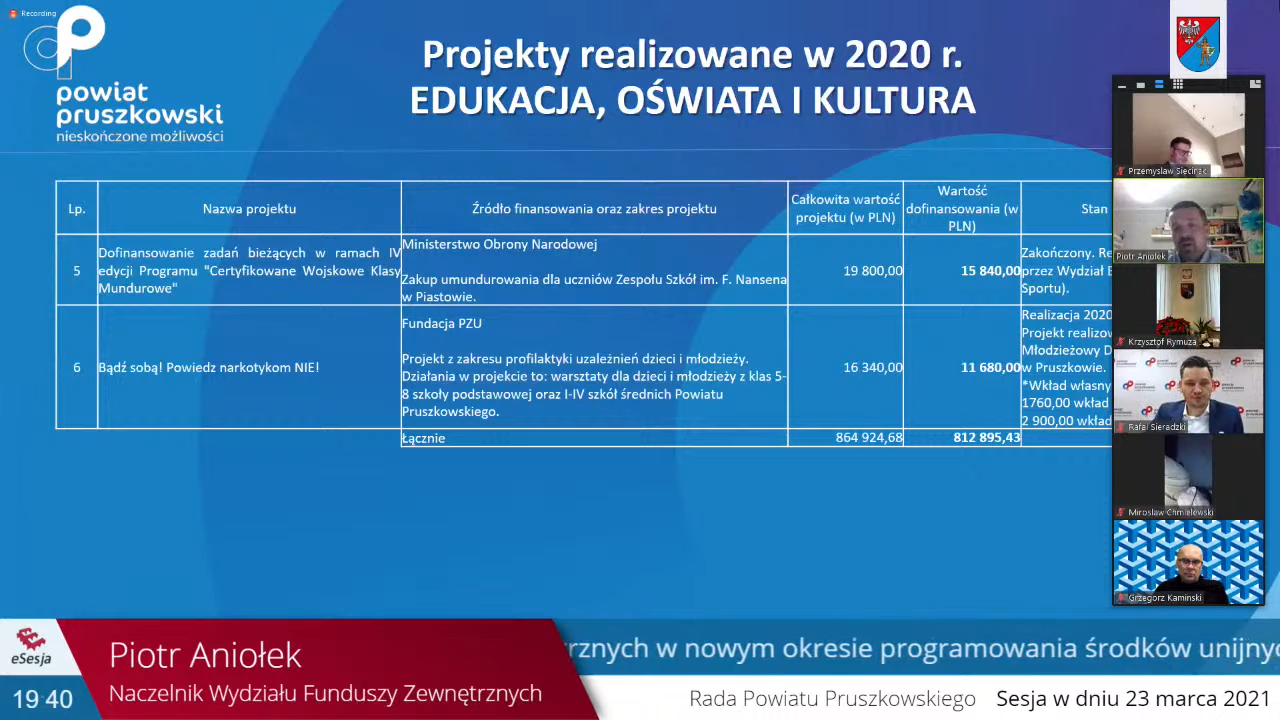 Recording
powiat
pruszkowski
nieskończone możliwości
Projekty realizowane w 2020 r.
EDUKACJA, OŚWIATA I KULTURA
Lp.
Nazwa projektu
Źródło finansowania oraz zakres projektu
Całkowita wartość
projektu (w PLN)
Wartość
dofinansowania (w
PLN)
Stan
5
Dofinansowanie zadań bieżących w ramach IV
edycji Programu "Certyfikowane Wojskowe Klasy
Mundurowe"
Ministerstwo Obrony Narodowej
Zakup umundurowania dla uczniów Zespołu Szkół im. F. Nansena
w Piastowie.
19 800,00
15 840,00
Zakończony. Re
przez Wydział E
Sportu).
6
Bądź sobą! Powiedz narkotykom NIE!
Fundacja PZU
Projekt z zakresu profilaktyki uzależnień dzieci i młodzieży.
Działania w projekcie to: warsztaty dla dzieci i młodzieży z klas 5-
8 szkoły podstawowej oraz I-IV szkół średnich Powiatu
Pruszkowskiego.
16 340,00
11 680,00
Realizacja 2020
Projekt realizow
Młodzieżowy D
w Pruszkowie.
*Wkład własny
1760,00 wkład
2 900,00 wkład
Łącznie
864 924,68
812 895,43
Przemysław Sięcinak
Piotr Aniołek
Krzysztof Rymuza
Rafał Sieradzki
Mirosław Chmielewski
Grzegorz Kamiński
eSesja
19:40
Piotr Aniołek
Naczelnik Wydziału Funduszy Zewnętrznych
rznych w nowym okresie programowania środków unijny
Rada Powiatu Pruszkowskiego
Sesja w dniu 23 marca 2021